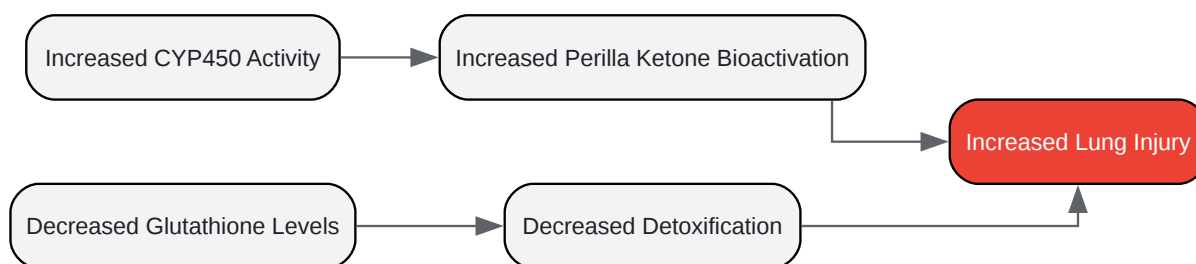 Increased CYP450 Activity
Increased Perilla Ketone Bioactivation
Increased Lung Injury
Decreased Glutathione Levels
Decreased Detoxification